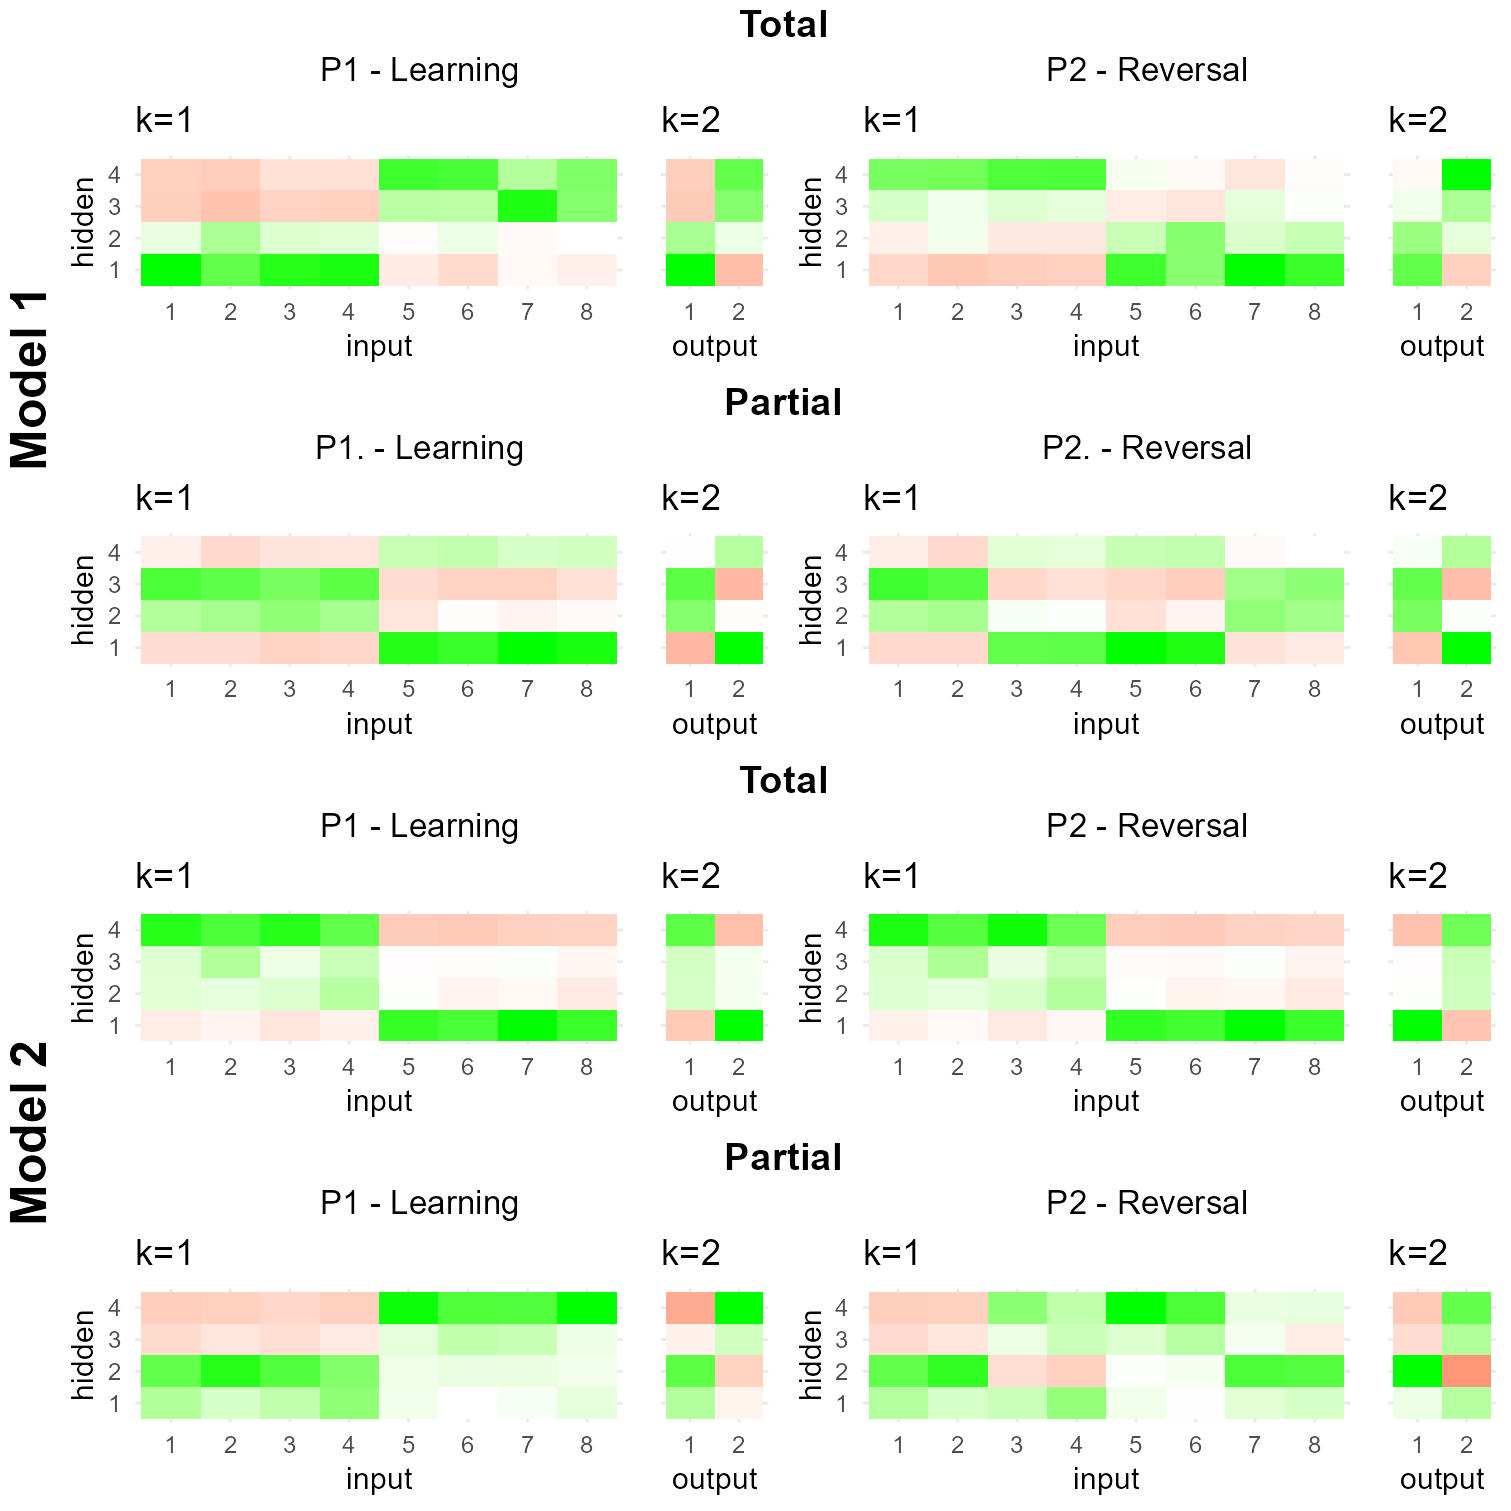 Total
P1 - Learning P2 - Reversal
k=1 k=2 k=1 k=2
hidden 4 3 2 1 hidden 4 3 2 1
1 2 3 4 5 6 7 8 1 2 1 2 3 4 5 6 7 8 1 2
input output input output
Model 1
Partial
P1. - Learning P2. - Reversal
k=1 k=2 k=1 k=2
hidden 4 3 2 1 hidden 4 3 2 1
1 2 3 4 5 6 7 8 1 2 1 2 3 4 5 6 7 8 1 2
input output input output
Total
P1 - Learning P2 - Reversal
k=1 k=2 k=1 k=2
hidden 4 3 2 1 hidden 4 3 2 1
1 2 3 4 5 6 7 8 1 2 1 2 3 4 5 6 7 8 1 2
input output input output
Model 2
Partial
P1 - Learning P2 - Reversal
k=1 k=2 k=1 k=2
hidden 4 3 2 1 hidden 4 3 2 1
1 2 3 4 5 6 7 8 1 2 1 2 3 4 5 6 7 8 1 2
input output input output